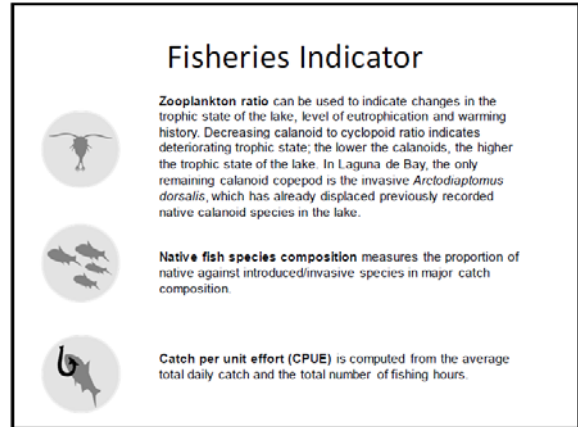 Fisheries Indicator
Zooplankton ratio can be used to indicate changes in the
trophic state of the lake, level of eutrophication and warming
history. Decreasing calanoid to cyclopoid ratio indicates
deteriorating trophic state; the lower the calanoids, the higher
the trophic state of the lake. In Laguna de Bay, the only
remaining calanoid copepod is the invasive Arctodiaptomus
dorsalis, which has already displaced previously recorded
native calanoid species in the lake.
Native fish species composition measures the proportion of
native against introduced/invasive species in major catch
composition.
Catch per unit effort (CPUE) is computed from the average
total daily catch and the total number of fishing hours.